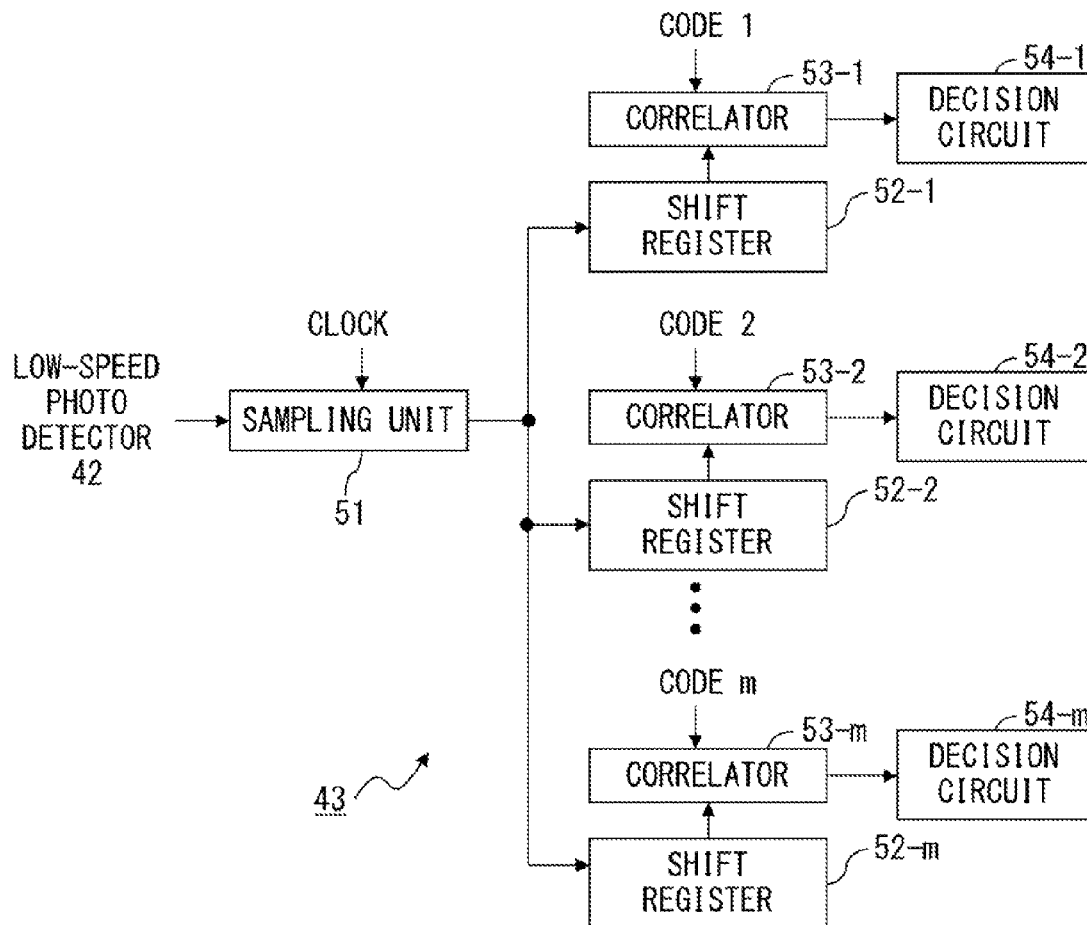 CODE 1
53-1
54-1
CORRELATOR
DECISION
CIRCUIT
SHIFT
REGISTER
52-1
CLOCK
CODE 2
LOW-SPEED
PHOTO
DETECTOR
42
SAMPLING UNIT
51
53-2
54-2
CORRELATOR
DECISION
CIRCUIT
SHIFT
REGISTER
52-2
CODE m
53-m
54-m
CORRELATOR
DECISION
CIRCUIT
43
SHIFT
REGISTER
52-m